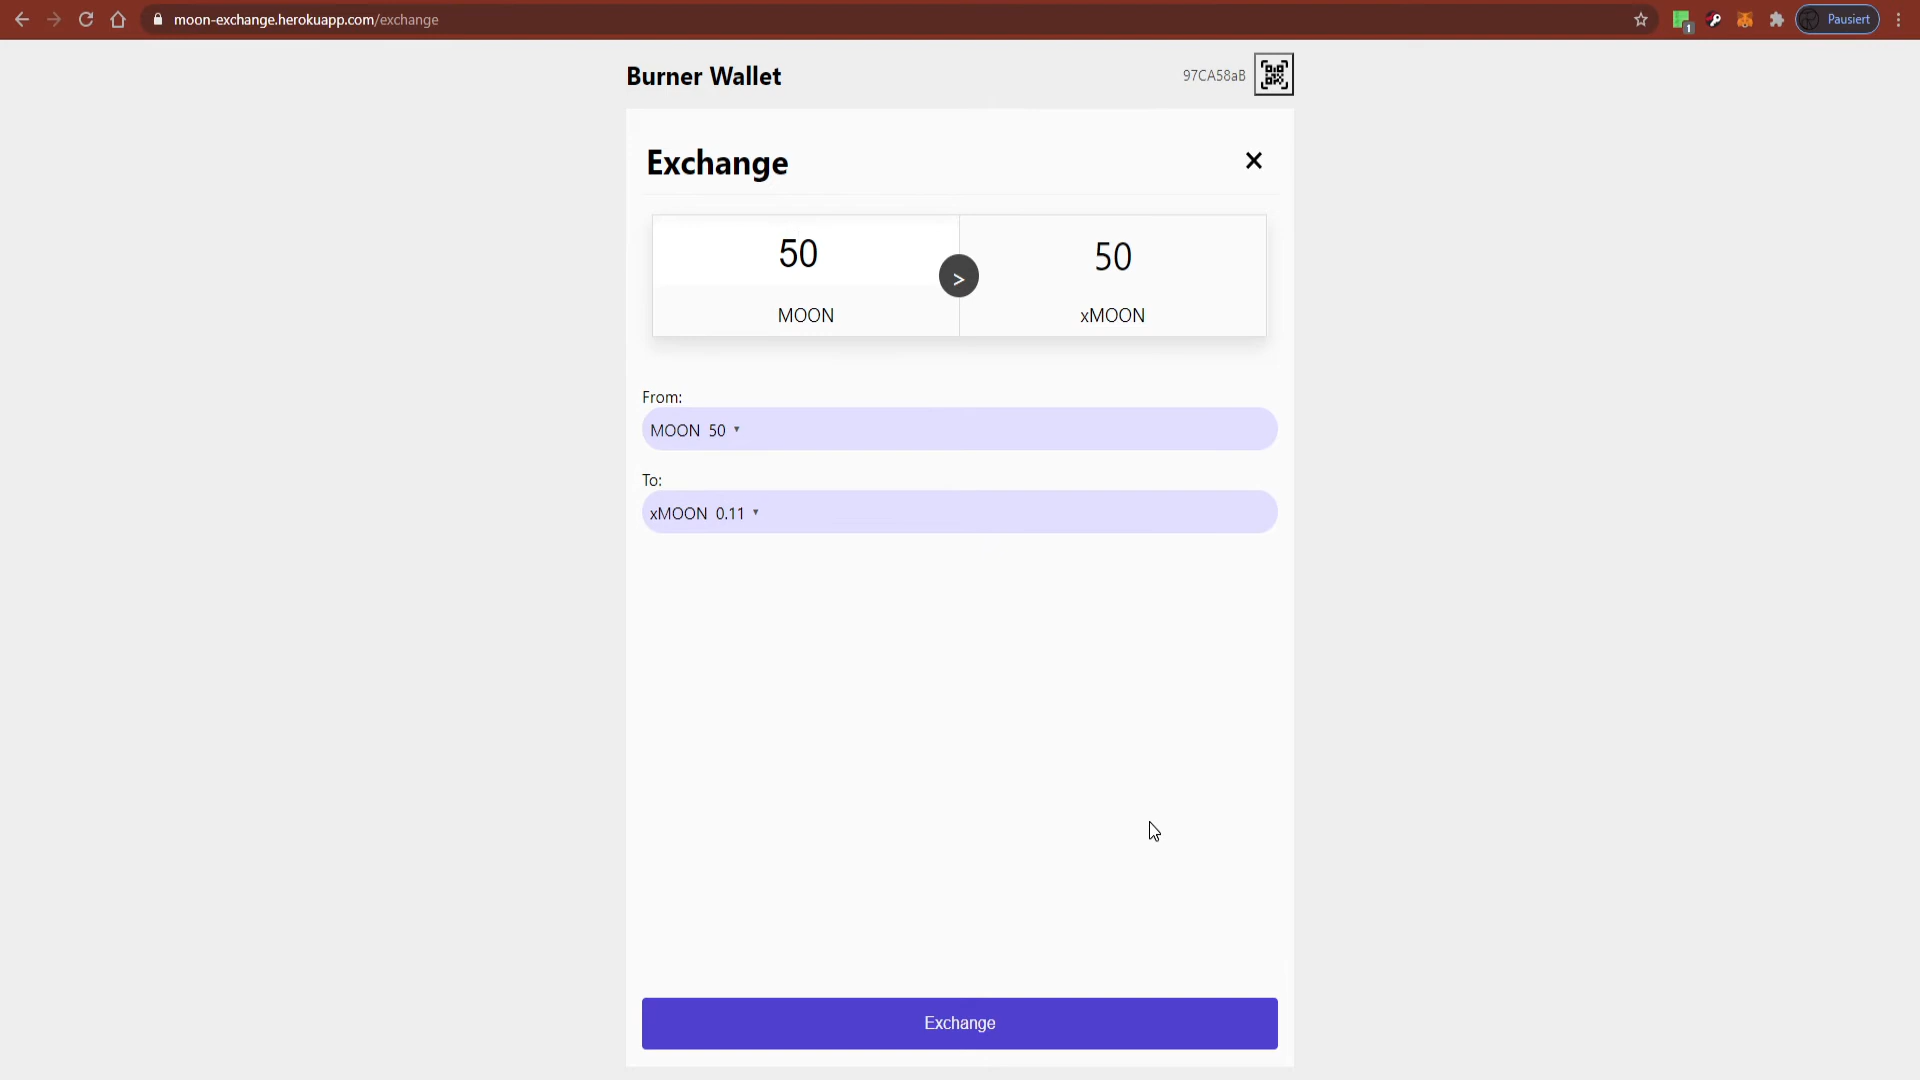 moon-exchange.herokuapp.com/exchange
1
Pausiert
Burner Wallet
97CA58aB
Exchange
×
50
50
>
MOON
xMOON
From:
MOON 50 ▾
To:
xMOON 0.11 ▾
Exchange